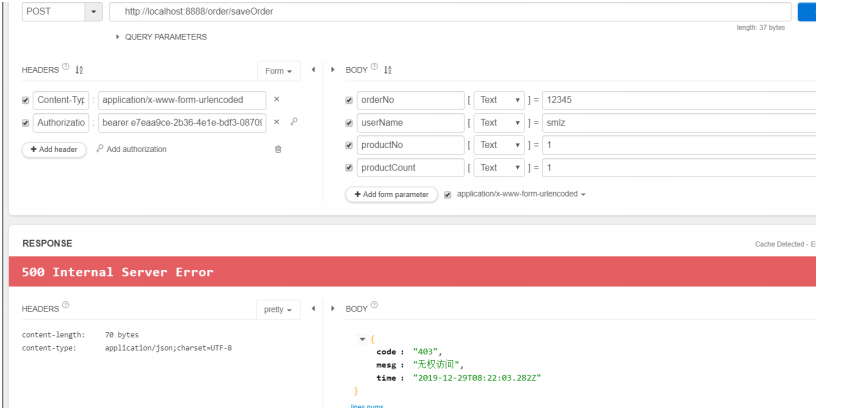 POST http://localhost:8888/order/saveOrder
length: 37 bytes
QUERY PARAMETERS
HEADERS Form BODY
Content-Typ : application/x-www-form-urlencoded × orderNo [ Text ] = 12345
Authorizatio : bearer e7eaa9ce-2b36-4e1e-bdf3-0870 × userName [ Text ] = smlz
+ Add header Add authorization productNo [ Text ] = 1
productCount [ Text ] = 1
+ Add form parameter application/x-www-form-urlencoded
RESPONSE Cache Detected - E
500 Internal Server Error
HEADERS pretty BODY
content-length: 70 bytes
content-type: application/json;charset=UTF-8
{
code : "403",
mesg : "无权访问",
time : "2019-12-29T08:22:03.282Z"
}
lines nums